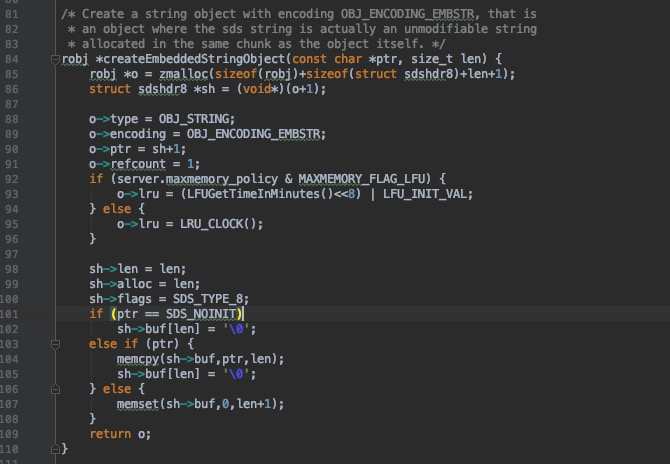 81 /* Create a string object with encoding OBJ_ENCODING_EMBSTR, that is
82 * an object where the sds string is actually an unmodifiable string
83 * allocated in the same chunk as the object itself. */
84 robj *createEmbeddedStringObject(const char *ptr, size_t len) {
85 robj *o = zmalloc(sizeof(robj)+sizeof(struct sdshdr8)+len+1);
86 struct sdshdr8 *sh = (void*)(o+1);
87
88 o->type = OBJ_STRING;
89 o->encoding = OBJ_ENCODING_EMBSTR;
90 o->ptr = sh+1;
91 o->refcount = 1;
92 if (server.maxmemory_policy & MAXMEMORY_FLAG_LFU) {
93 o->lru = (LFUGetTimeInMinutes()<<8) | LFU_INIT_VAL;
94 } else {
95 o->lru = LRU_CLOCK();
96 }
97
98 sh->len = len;
99 sh->alloc = len;
100 sh->flags = SDS_TYPE_8;
101 if (ptr == SDS_NOINIT)
102 sh->buf[len] = '\0';
103 else if (ptr) {
104 memcpy(sh->buf,ptr,len);
105 sh->buf[len] = '\0';
106 } else {
107 memset(sh->buf,0,len+1);
108 }
109 return o;
110 }